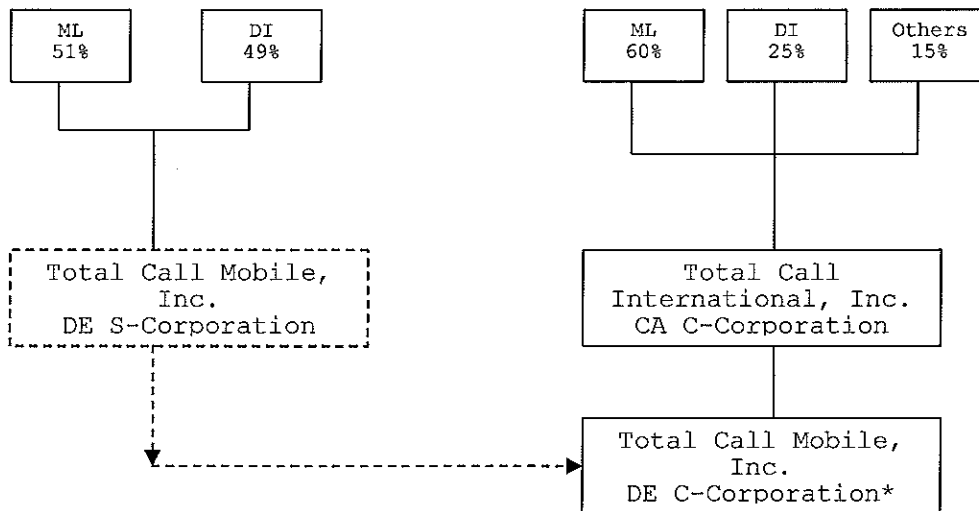 ML
51%
DI
49%
ML
60%
DI
25%
Others
15%
Total Call Mobile,
Inc.
DE S-Corporation
Total Call
International, Inc.
CA C-Corporation
Total Call Mobile,
Inc.
DE C-Corporation*